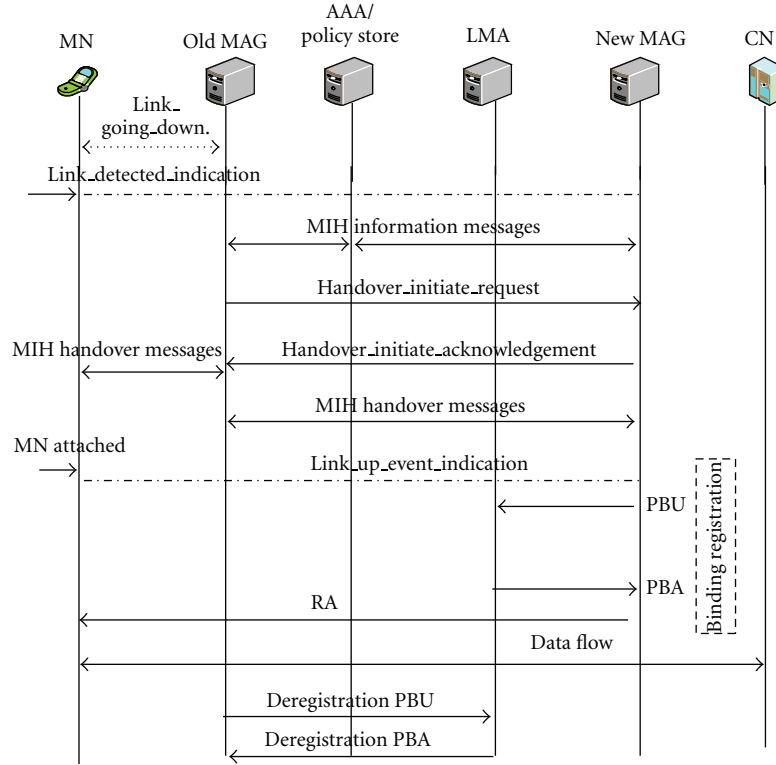 AAA/
policy store
MN
Old MAG
LMA
New MAG
CN
Link_
going_down.
Link_detected_indication
MIH information messages
Handover_initiate_request
MIH handover messages
Handover_initiate_acknowledgement
MIH handover messages
MN attached
Link_up_event_indication
PBU
Binding registration
PBA
RA
Data flow
Deregistration PBU
Deregistration PBA